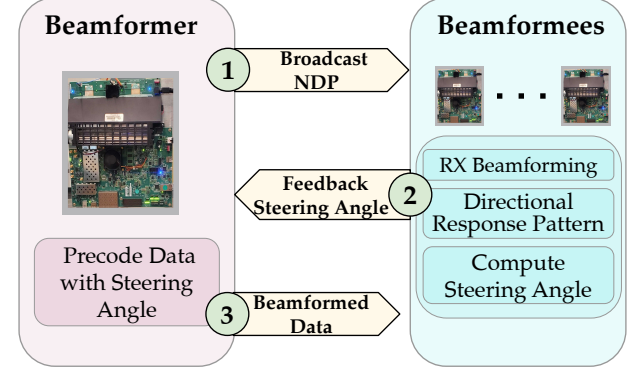 Beamformer
Beamformees
1
Broadcast
NDP
RX Beamforming
Feedback
Steering Angle
2
Directional
Response Pattern
Precode Data
with Steering
Angle
Compute
Steering Angle
3
Beamformed
Data